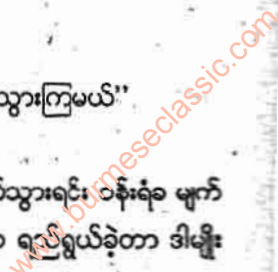 သွားကြမယ်”
သွားရင်း ဝန်းရံခ မျက်
ရည်ရွယ်ခဲ့တာ ဒါမျိုး
www.burmeseclassic.com